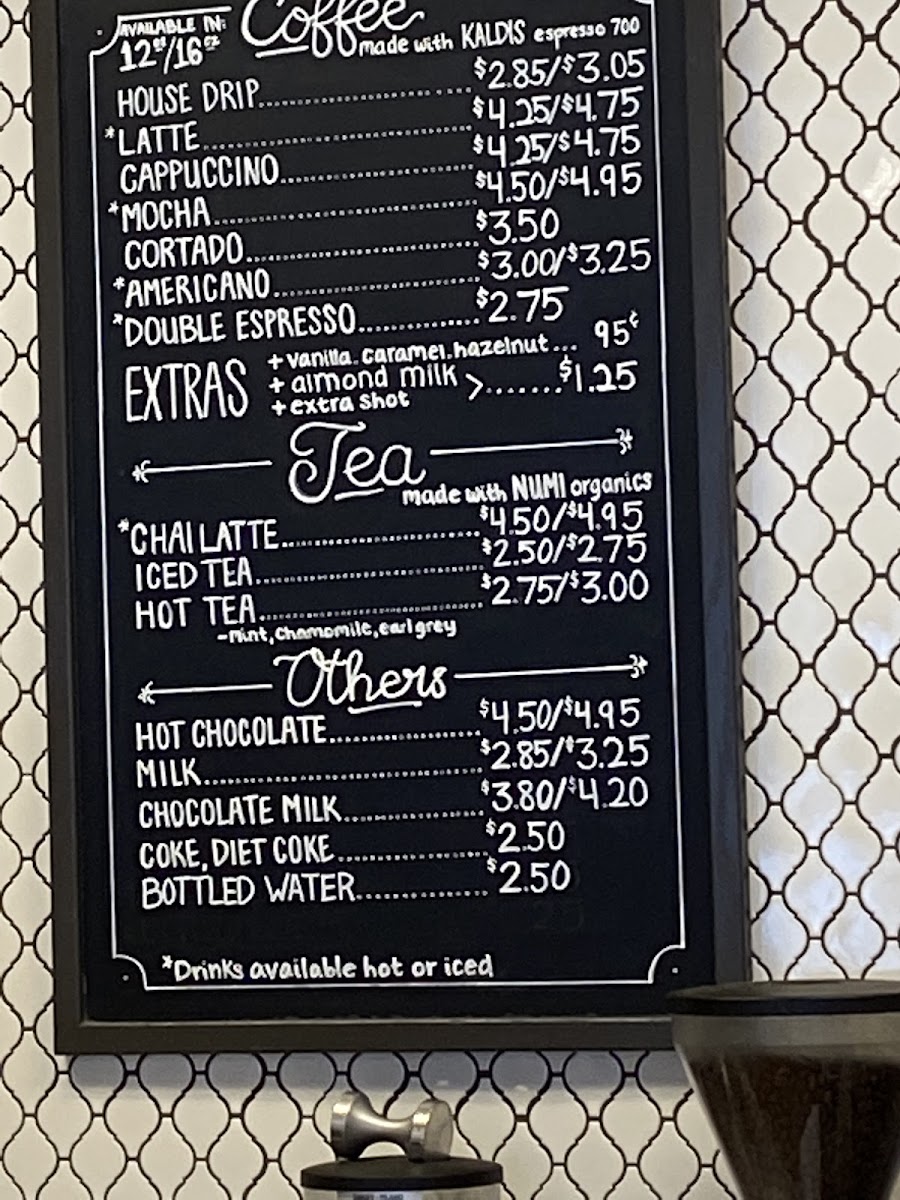 AVAILABLE IN:
12oz/16oz
Coffee
made with KALDIS espresso 700
HOUSE DRIP $2.85/$3.05
*LATTE $4.25/$4.75
CAPPUCCINO $4.25/$4.75
*MOCHA $4.50/$4.95
CORTADO $3.50
*AMERICANO $3.00/$3.25
*DOUBLE ESPRESSO $2.75
EXTRAS
+ vanilla. caramel. hazelnut... 95¢
+ almond milk
+ extra shot
>.......$1.25
Tea
made with NUMI organics
*CHAI LATTE $4.50/$4.95
ICED TEA $2.50/$2.75
HOT TEA $2.75/$3.00
-mint, chamomile, earl grey
Others
HOT CHOCOLATE $4.50/$4.95
MILK $2.85/$3.25
CHOCOLATE MILK $3.80/$4.20
COKE, DIET COKE $2.50
BOTTLED WATER $2.50
*Drinks available hot or iced